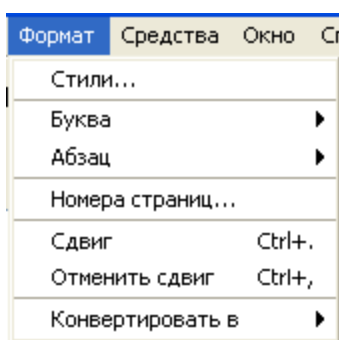 Формат Средства Окно
Стили...
Буква
Абзац
Номера страниц...
Сдвиг Ctrl+.
Отменить сдвиг Ctrl+,
Конвертировать в